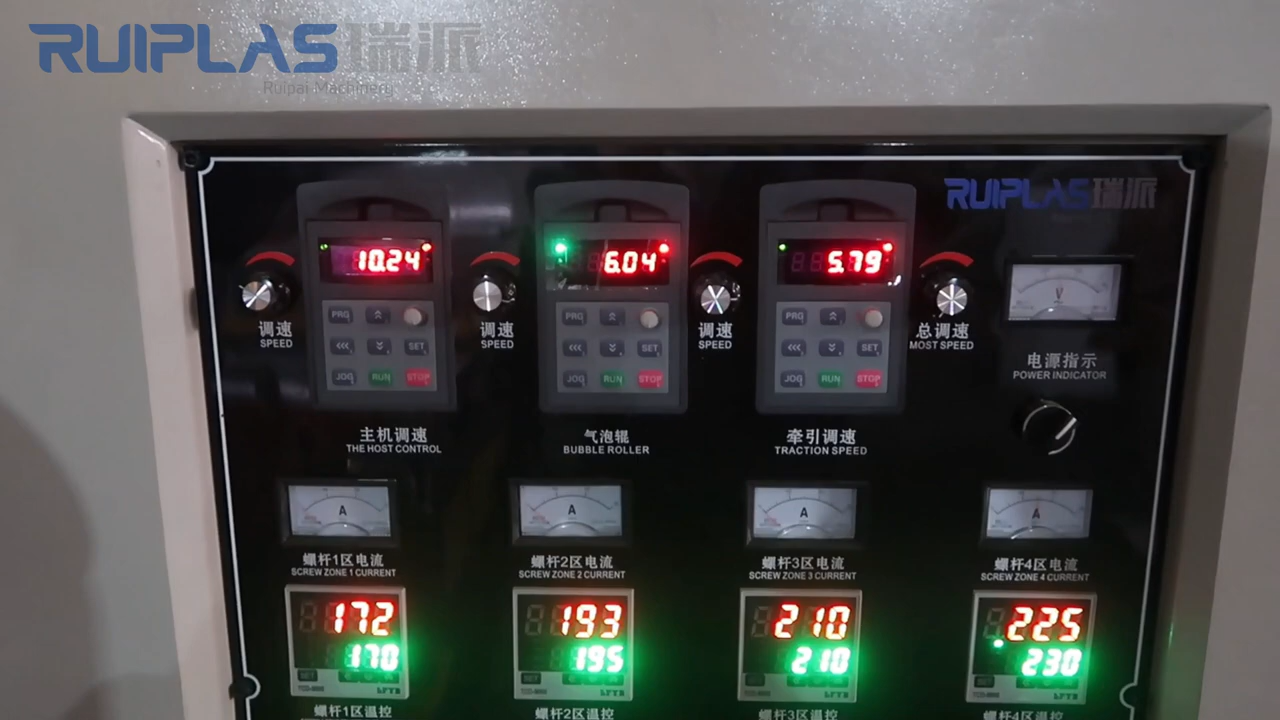 RUIPLAS瑞派
Ruipai Machinery
RUIPLAS瑞派
10.24
6.04
5.79
调速
SPEED
调速
SPEED
调速
SPEED
总调速
MOST SPEED
PRG
SET
JOG RUN STOP
PRG
SET
JOG RUN STOP
PRG
SET
JOG RUN STOP
V
电源指示
POWER INDICATOR
主机调速
THE HOST CONTROL
气泡辊
BUBBLE ROLLER
牵引调速
TRACTION SPEED
A
A
A
A
螺杆1区电流
SCREW ZONE 1 CURRENT
螺杆2区电流
SCREW ZONE 2 CURRENT
螺杆3区电流
SCREW ZONE 3 CURRENT
螺杆4区电流
SCREW ZONE 4 CURRENT
172
170
193
195
210
210
225
230
螺杆1区温控
螺杆2区温控
螺杆3区温控
螺杆4区温控